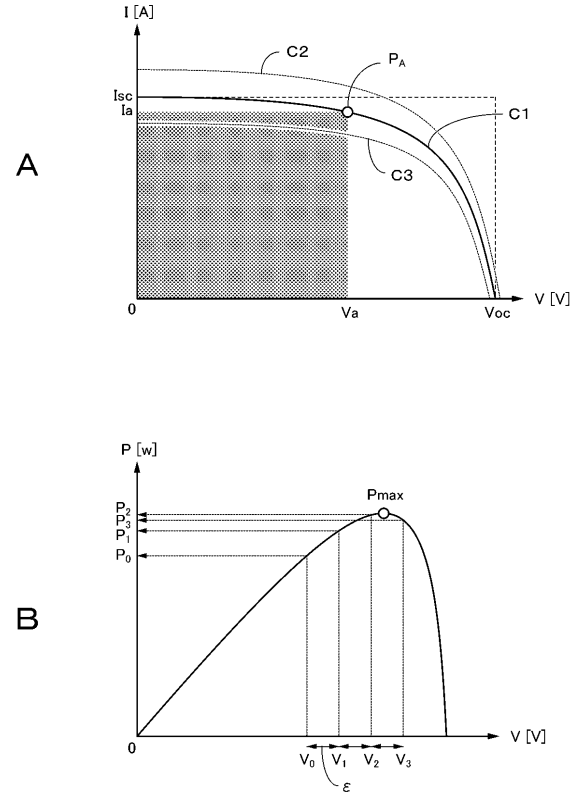 I [A]
C2
P_A
Isc
Ia
C1
A
C3
0
Va
Voc
V [V]
P [w]
Pmax
P₂
P₃
P₁
P₀
B
0
V₀
V₁
V₂
V₃
V [V]
ε